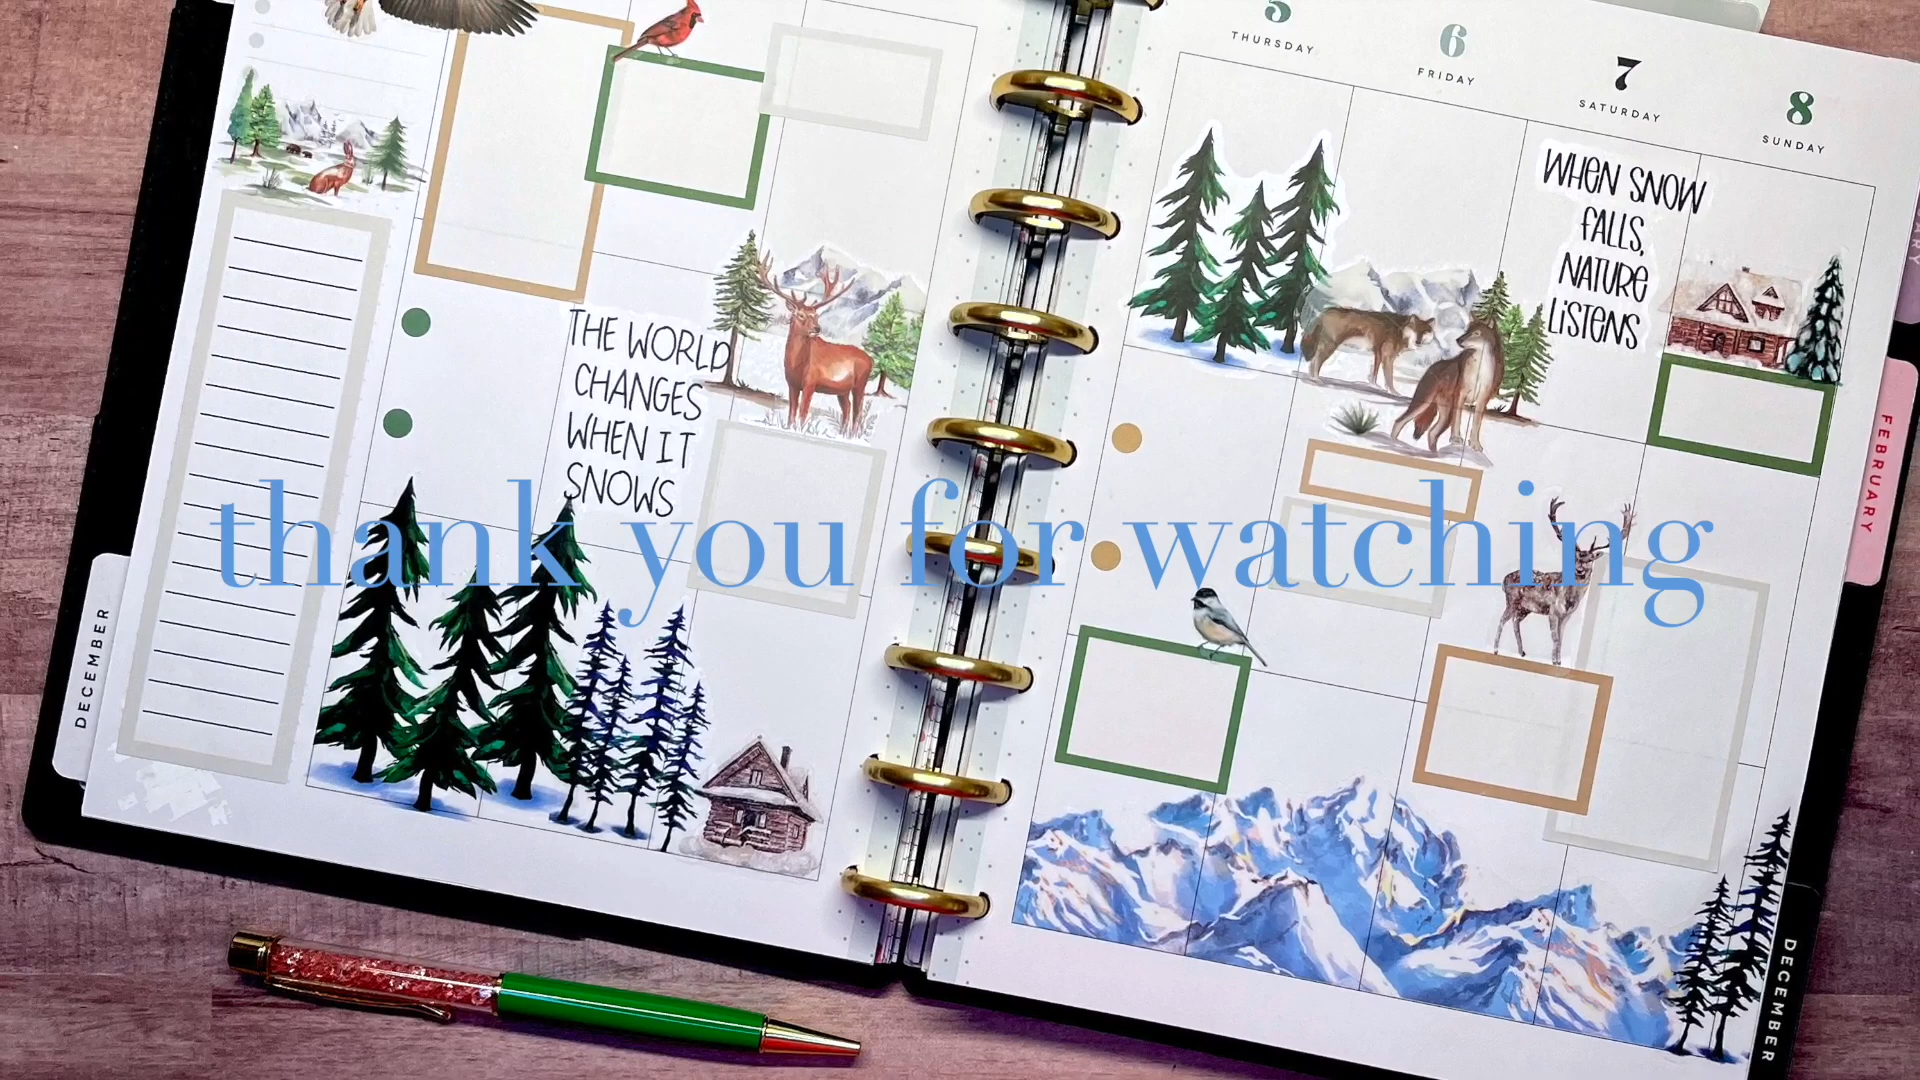 5
THURSDAY
6
FRIDAY
7
SATURDAY
8
SUNDAY
WHEN SNOW
FALLS,
NATURE
LISTENS
THE WORLD
CHANGES
WHEN IT
SNOWS
thank you for watching
DECEMBER
FEBRUARY
DECEMBER